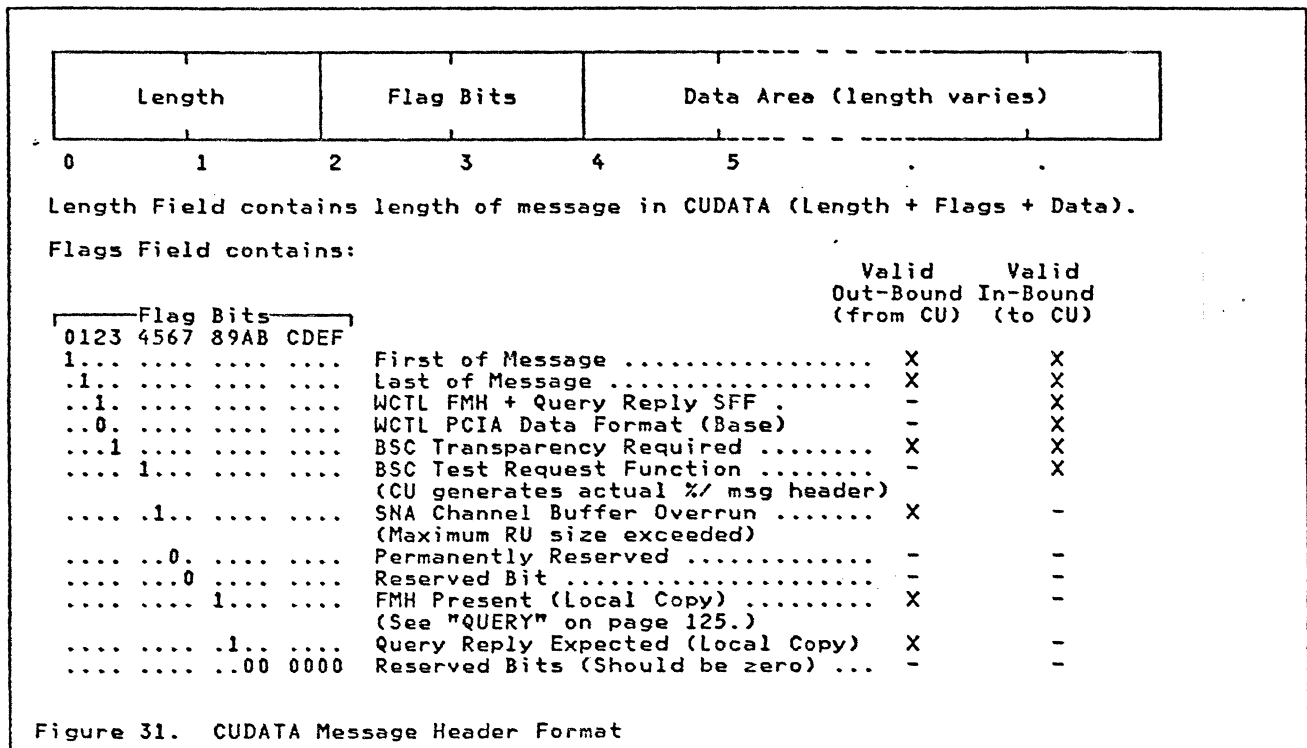 Length Flag Bits Data Area (length varies)
0 1 2 3 4 5 . .
Length Field contains length of message in CUDATA (Length + Flags + Data).
Flags Field contains:
Valid Valid
Out-Bound In-Bound
Flag Bits (from CU) (to CU)
0123 4567 89AB CDEF
1... .... .... .... First of Message ................. X X
.1.. .... .... .... Last of Message .................. X X
..1. .... .... .... WCTL FMH + Query Reply SFF . - X
..0. .... .... .... WCTL PCIA Data Format (Base) - X
...1 .... .... .... BSC Transparency Required ........ X X
.... 1... .... .... BSC Test Request Function ........ - X
(CU generates actual %/ msg header)
.... .1.. .... .... SNA Channel Buffer Overrun ....... X -
(Maximum RU size exceeded)
.... ..0. .... .... Permanently Reserved ............. - -
.... ...0 .... .... Reserved Bit ..................... - -
.... .... 1... .... FMH Present (Local Copy) ......... X -
(See "QUERY" on page 125.)
.... .... .1.. .... Query Reply Expected (Local Copy) X -
.... .... ..00 0000 Reserved Bits (Should be zero) ... - -
Figure 31. CUDATA Message Header Format